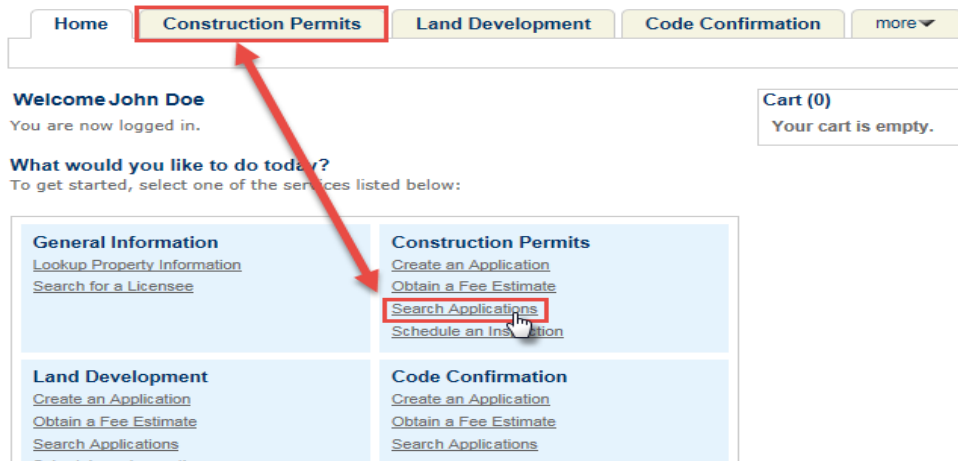 Home Construction Permits Land Development Code Confirmation more
Welcome John Doe
You are now logged in.
Cart (0)
Your cart is empty.
What would you like to do today?
To get started, select one of the services listed below:
General Information
Lookup Property Information
Search for a Licensee
Construction Permits
Create an Application
Obtain a Fee Estimate
Search Applications
Schedule an Inspection
Land Development
Create an Application
Obtain a Fee Estimate
Search Applications
Code Confirmation
Create an Application
Obtain a Fee Estimate
Search Applications